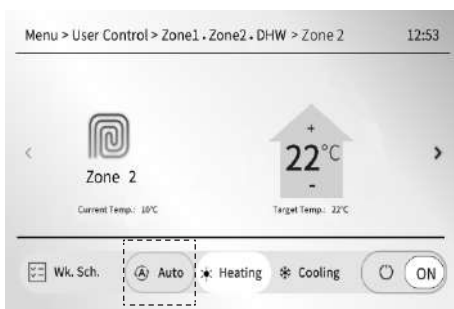 Menu > User Control > Zone1 . Zone2 . DHW > Zone 2 12:53
+
22°C
-
Zone 2
Current Temp.: 10°C Target Temp.: 22°C
Wk. Sch. A Auto Heating Cooling ON